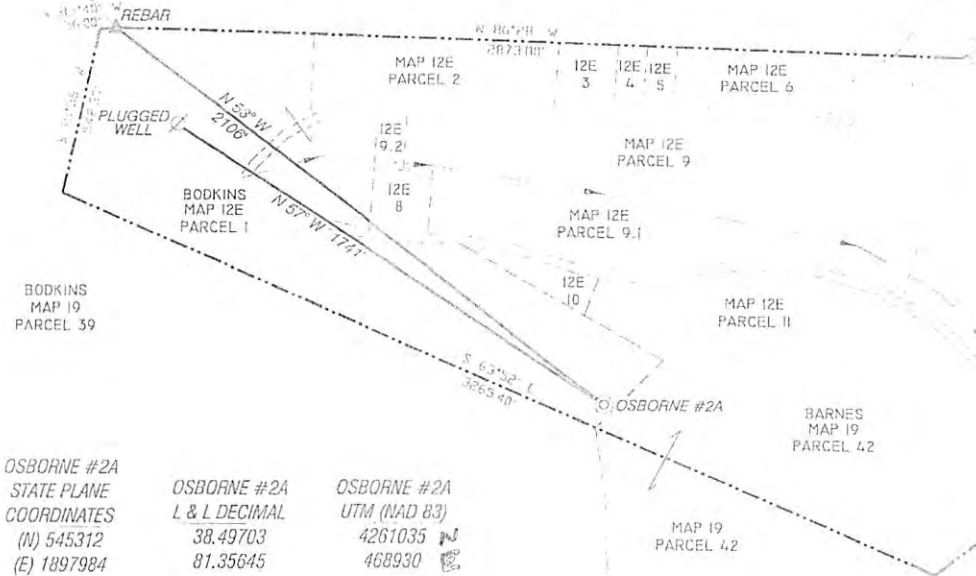 REBAR
N 86°28' W
2873.00'
MAP 12E
PARCEL 2
12E
3
12E
4
12E
5
MAP 12E
PARCEL 6
PLUGGED
WELL
N 53° W
2106'
12E
9.2
MAP 12E
PARCEL 9
12E
8
BODKINS
MAP 12E
PARCEL 1
N 57° W 1741'
MAP 12E
PARCEL 9.1
12E
10
BODKINS
MAP 19
PARCEL 39
MAP 12E
PARCEL 11
S 63°52' E
3265.40'
OSBORNE #2A
BARNES
MAP 19
PARCEL 42
MAP 19
PARCEL 42
OSBORNE #2A
STATE PLANE
COORDINATES
(N) 545312
(E) 1897984
OSBORNE #2A
L & L DECIMAL
38.49703
81.35645
OSBORNE #2A
UTM (NAD 83)
4261035 N
468930 E